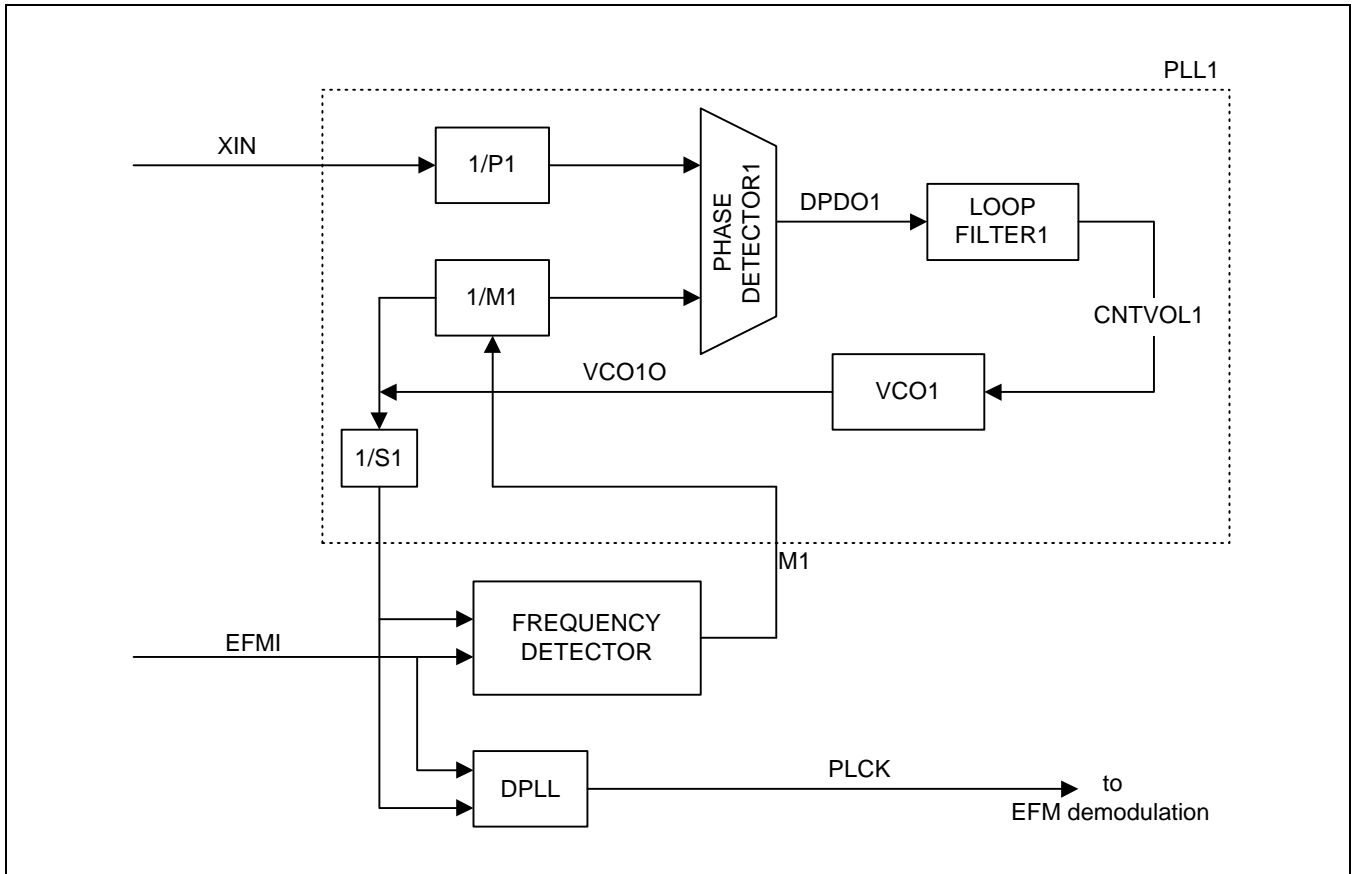 PLL1
XIN
1/P1
PHASE
DETECTOR1
DPDO1
LOOP
FILTER1
1/M1
CNTVOL1
VCO1O
VCO1
1/S1
M1
FREQUENCY
DETECTOR
EFMI
DPLL
PLCK
to
EFM demodulation